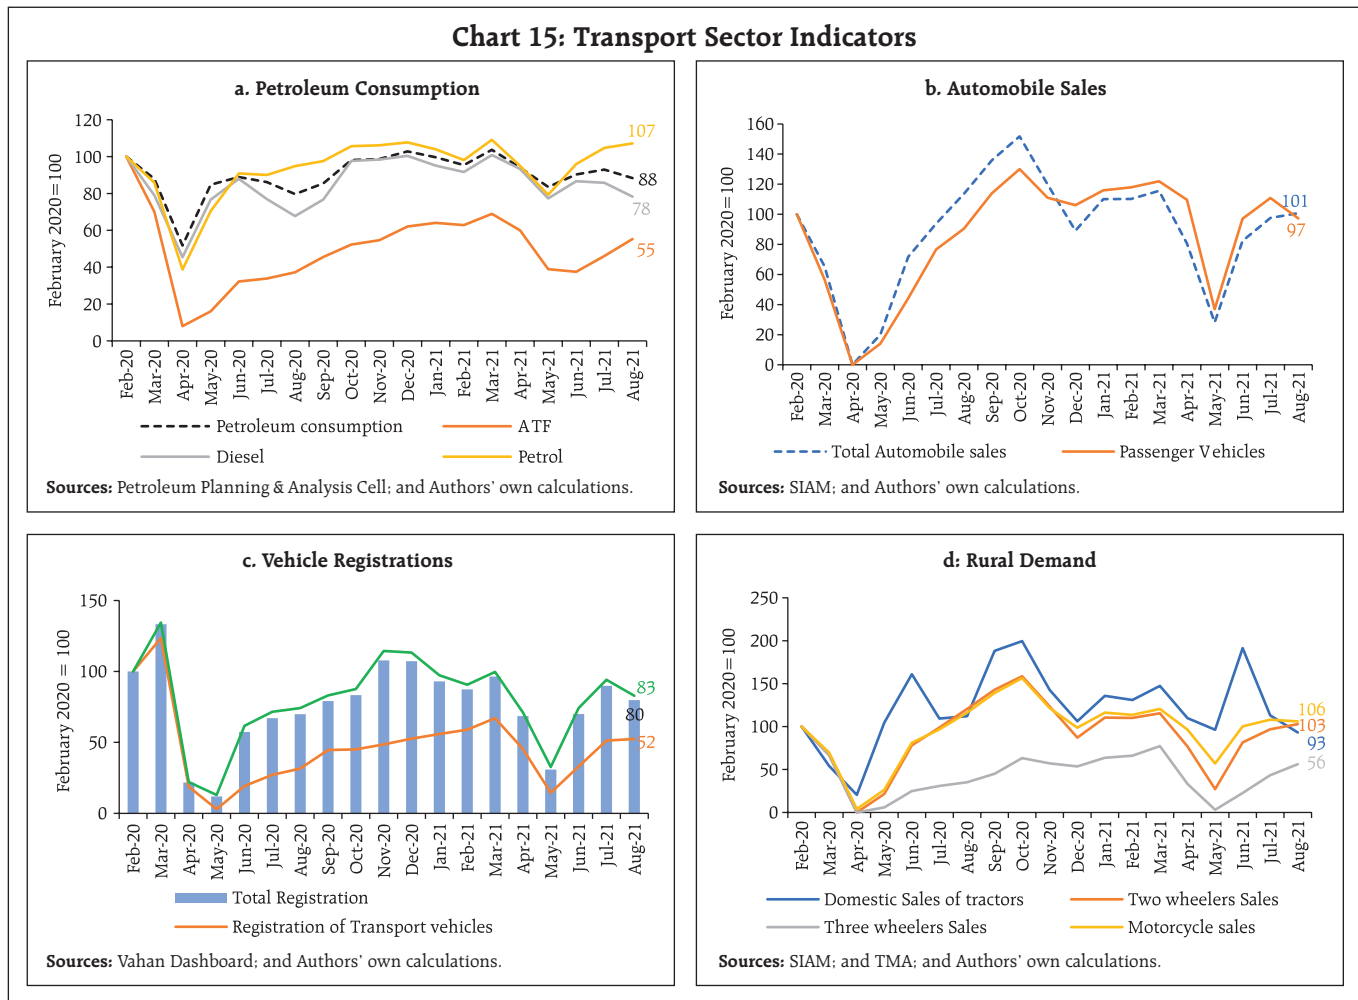 Chart 15: Transport Sector Indicators
a. Petroleum Consumption
February 2020=100
120
100
80
60
40
20
0
107
88
78
55
Feb-20
Mar-20
Apr-20
May-20
Jun-20
Jul-20
Aug-20
Sep-20
Oct-20
Nov-20
Dec-20
Jan-21
Feb-21
Mar-21
Apr-21
May-21
Jun-21
Jul-21
Aug-21
Petroleum consumption
ATF
Diesel
Petrol
Sources: Petroleum Planning & Analysis Cell; and Authors' own calculations.
b. Automobile Sales
February 2020=100
160
140
120
100
80
60
40
20
0
101
97
Feb-20
Mar-20
Apr-20
May-20
Jun-20
Jul-20
Aug-20
Sep-20
Oct-20
Nov-20
Dec-20
Jan-21
Feb-21
Mar-21
Apr-21
May-21
Jun-21
Jul-21
Aug-21
Total Automobile sales
Passenger Vehicles
Sources: SIAM; and Authors' own calculations.
c. Vehicle Registrations
February 2020 = 100
150
100
50
0
83
80
52
Feb-20
Mar-20
Apr-20
May-20
Jun-20
Jul-20
Aug-20
Sep-20
Oct-20
Nov-20
Dec-20
Jan-21
Feb-21
Mar-21
Apr-21
May-21
Jun-21
Jul-21
Aug-21
Total Registration
Registration of Transport vehicles
Sources: Vahan Dashboard; and Authors' own calculations.
d: Rural Demand
February 2020=100
250
200
150
100
50
0
106
103
93
56
Feb-20
Mar-20
Apr-20
May-20
Jun-20
Jul-20
Aug-20
Sep-20
Oct-20
Nov-20
Dec-20
Jan-21
Feb-21
Mar-21
Apr-21
May-21
Jun-21
Jul-21
Aug-21
Domestic Sales of tractors
Two wheelers Sales
Three wheelers Sales
Motorcycle sales
Sources: SIAM; and TMA; and Authors' own calculations.